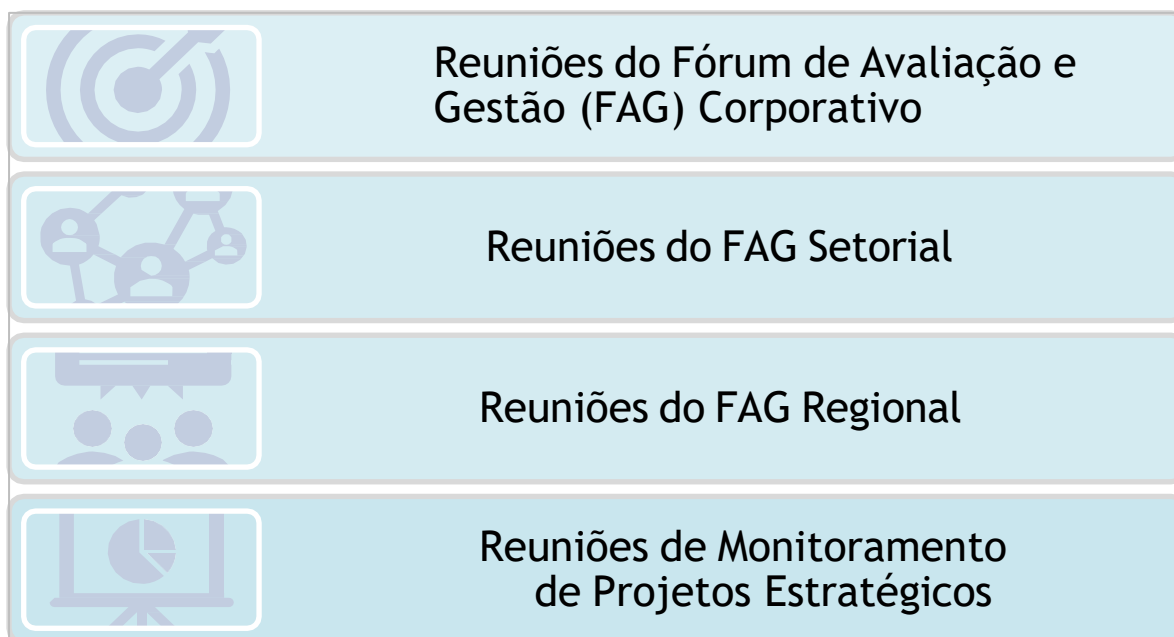 Reuniões do Fórum de Avaliação e
Gestão (FAG) Corporativo
Reuniões do FAG Setorial
Reuniões do FAG Regional
Reuniões de Monitoramento
de Projetos Estratégicos